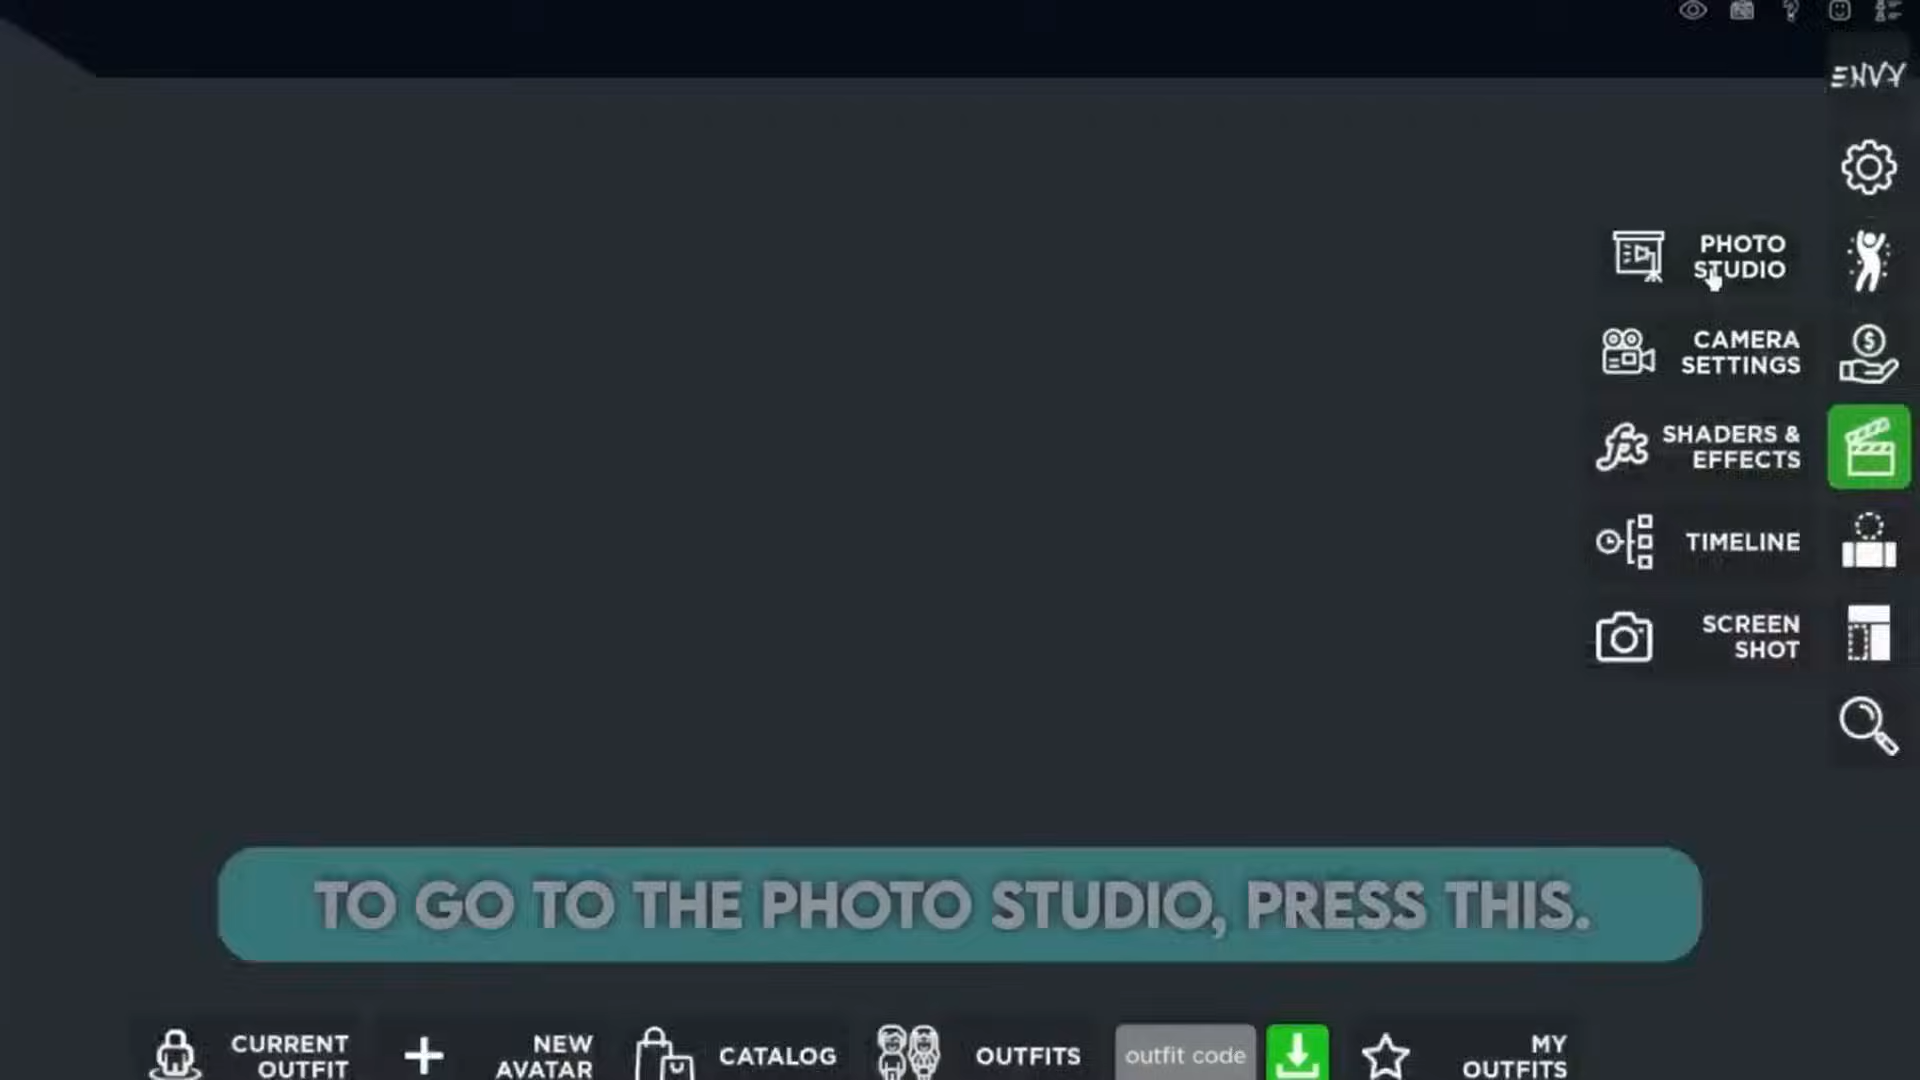 ENVY
PHOTO
STUDIO
CAMERA
SETTINGS
SHADERS &
EFFECTS
TIMELINE
SCREEN
SHOT
TO GO TO THE PHOTO STUDIO, PRESS THIS.
CURRENT
OUTFIT
NEW
AVATAR
CATALOG
OUTFITS
outfit code
MY
OUTFITS